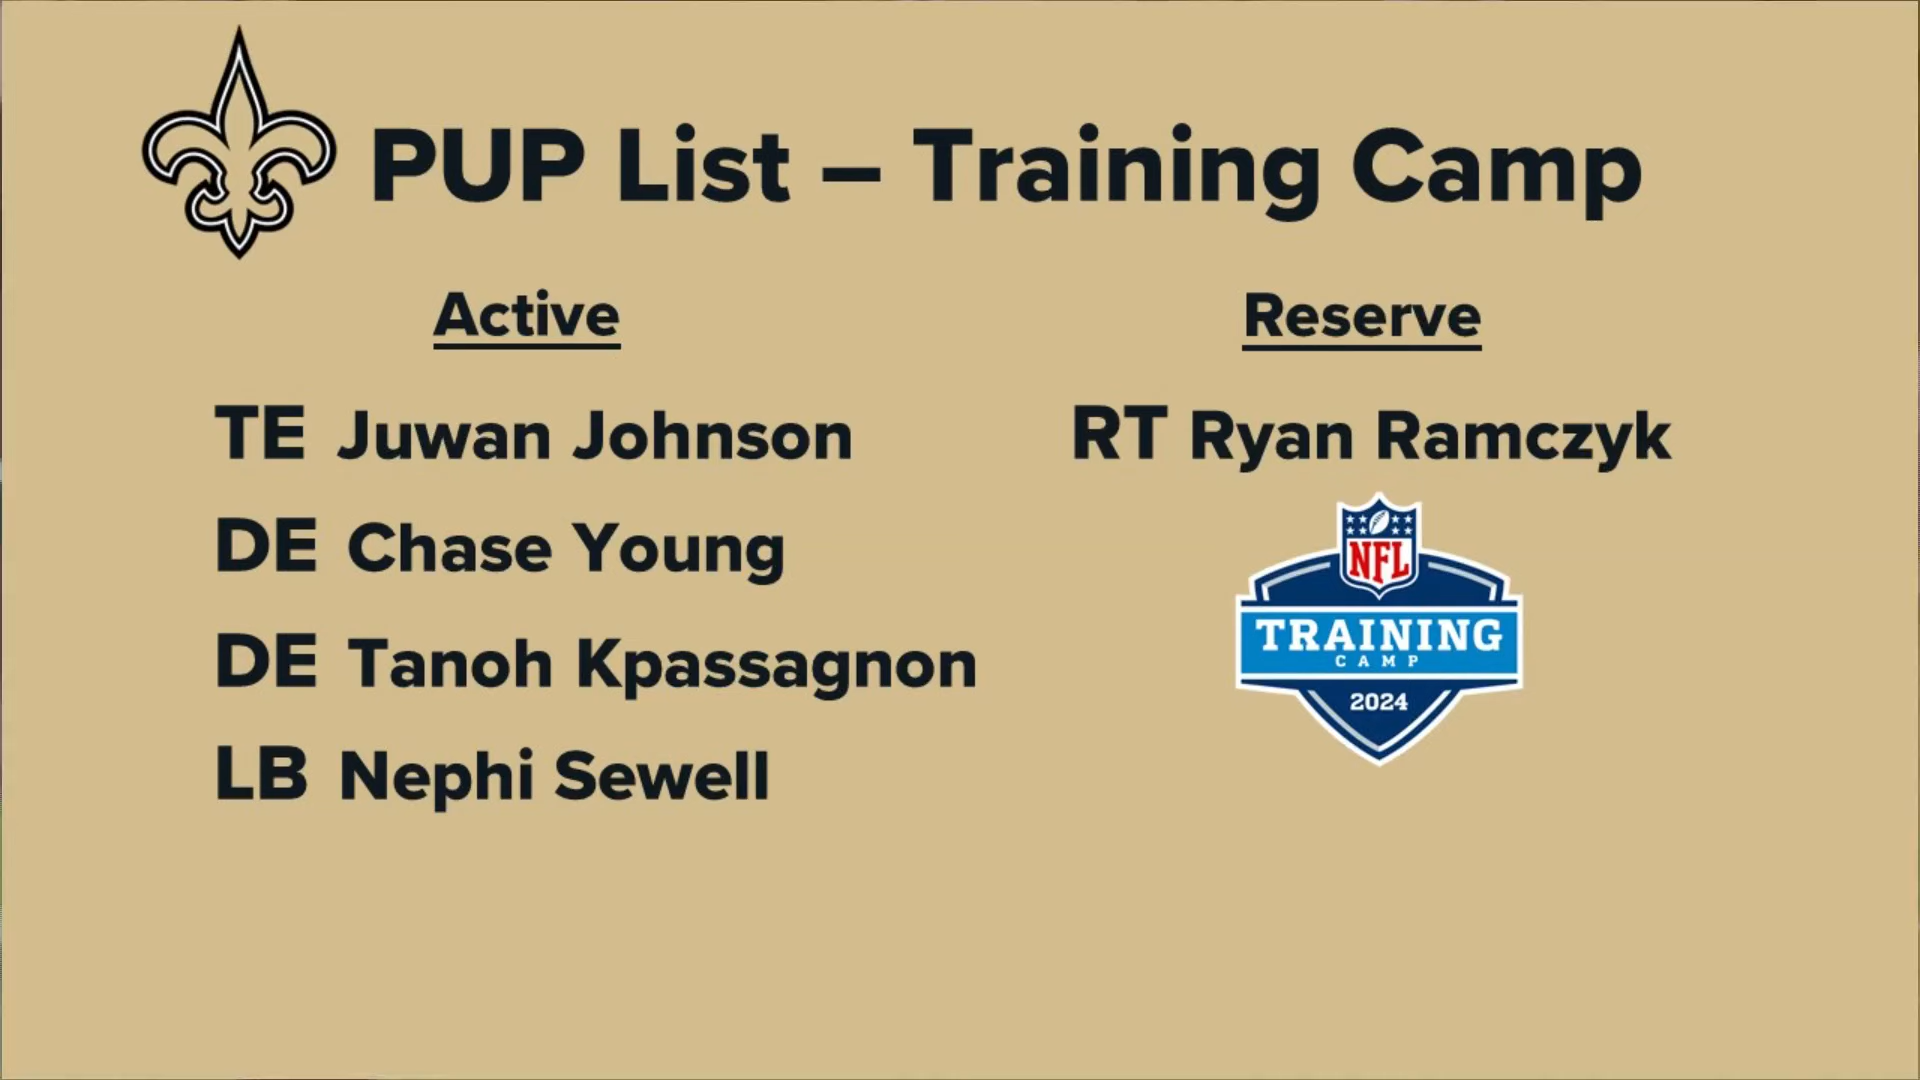 PUP List – Training Camp
Active
TE Juwan Johnson
DE Chase Young
DE Tanoh Kpassagnon
LB Nephi Sewell
Reserve
RT Ryan Ramczyk
NFL
TRAINING
CAMP
2024